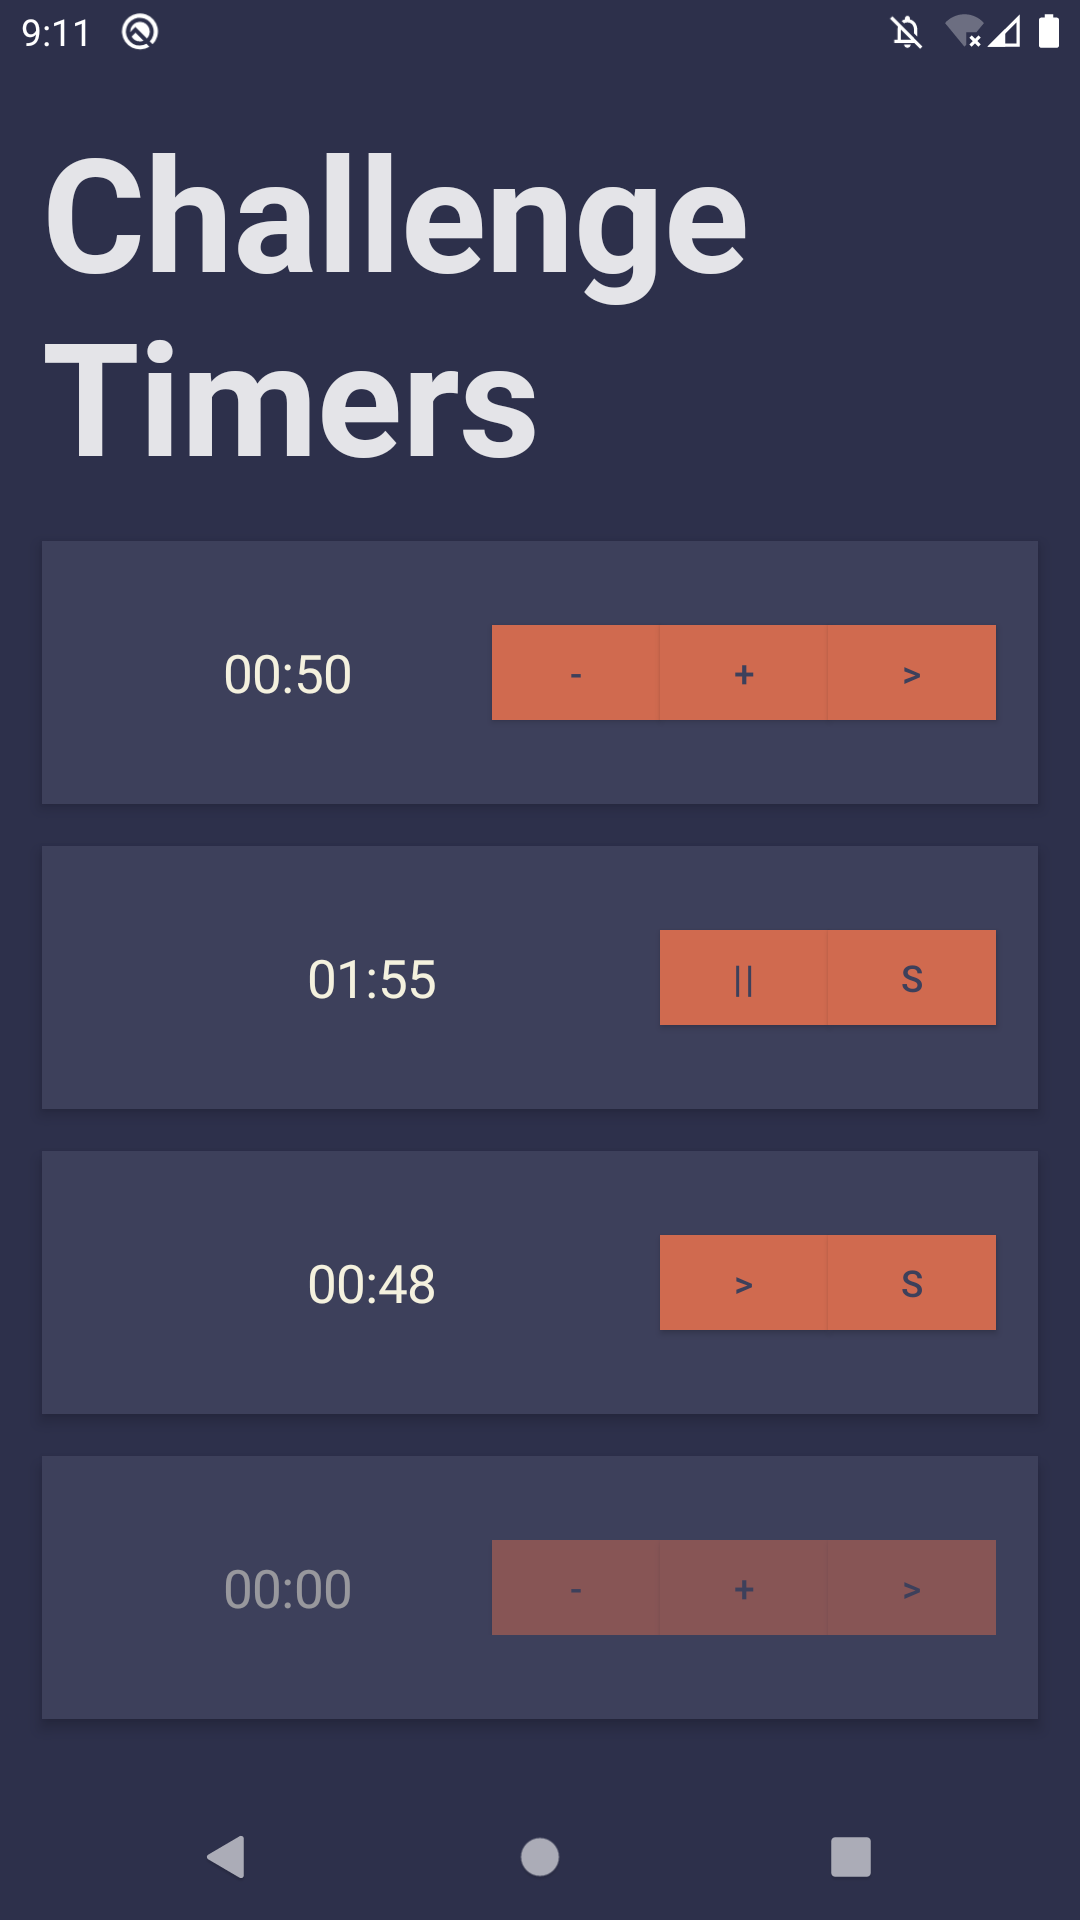 9:11
Challenge
Timers
00:50 - + >
01:55 || S
00:48 > S
00:00 - + >